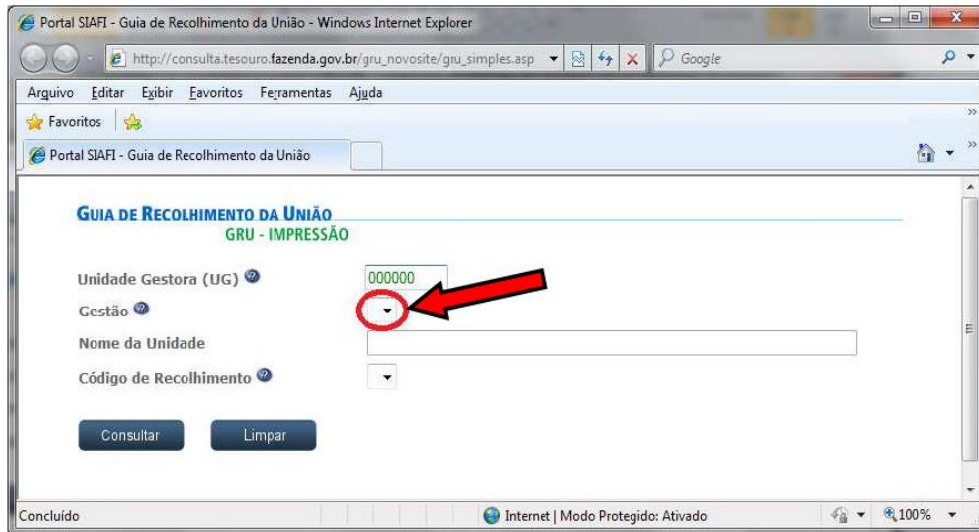 Portal SIAFI - Guia de Recolhimento da União - Windows Internet Explorer
http://consulta.tesouro.fazenda.gov.br/gru_novosite/gru_simples.asp
Google
Arquivo Editar Exibir Favoritos Ferramentas Ajuda
Favoritos
Portal SIAFI - Guia de Recolhimento da União
GUIA DE RECOLHIMENTO DA UNIÃO
GRU - IMPRESSÃO
Unidade Gestora (UG) 000000
Gestão
Nome da Unidade
Código de Recolhimento
Consultar Limpar
Concluído Internet | Modo Protegido: Ativado 100%